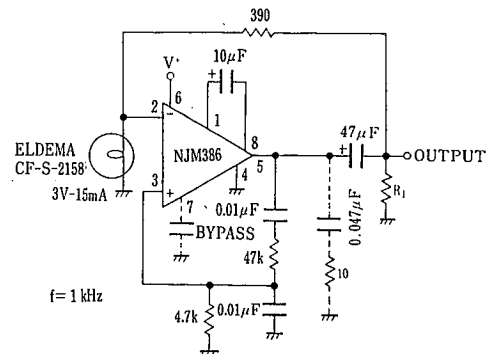 390
V+
10μF
+
6
1
2
-
ELDEMA
CF-S-2158
3V-15mA
NJM386
8
5
4
47μF
+
OUTPUT
3
+
7
BYPASS
0.01μF
0.047μF
R1
47k
10
f= 1 kHz
4.7k
0.01μF